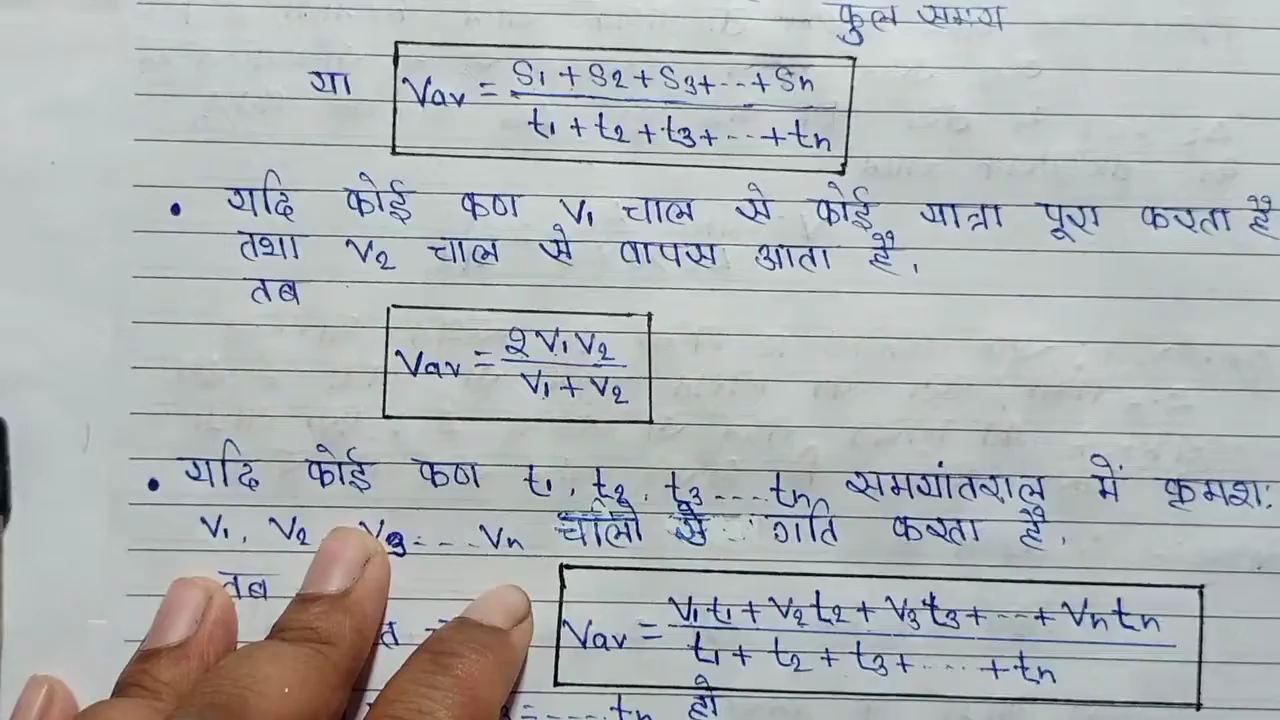 कुल समय
या Vav = (S1 + S2 + S3 + --- + Sn) / (t1 + t2 + t3 + --- + tn)
• यदि कोई कण V1 चाल से कोई यात्रा पूरा करता है
तथा V2 चाल से वापस आता है,
तब
Vav = 2V1V2 / (V1 + V2)
• यदि कोई कण t1, t2, t3 ---- tn समयांतराल में क्रमशः
V1, V2, V3 ---- Vn चालो से गति करता है,
तब
Vav = (V1t1 + V2t2 + V3t3 + --- + Vntn) / (t1 + t2 + t3 + ---- + tn)
= ---- tn हो